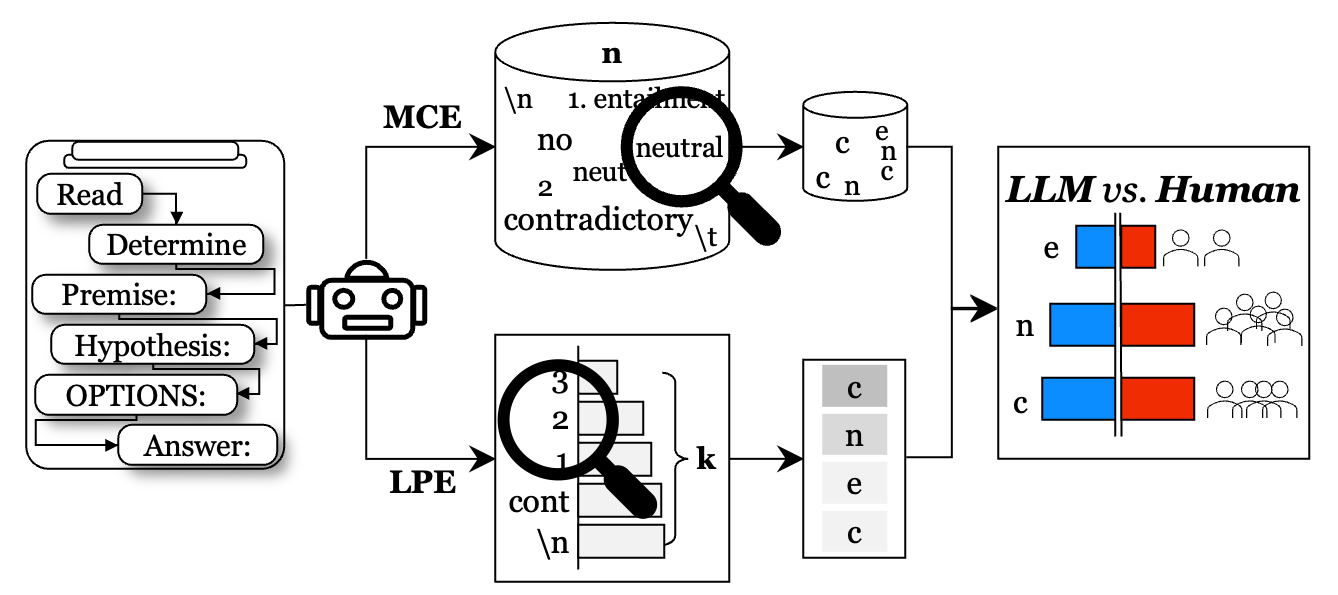 Read
Determine
Premise:
Hypothesis:
OPTIONS:
Answer:
MCE
n
\n 1. entailment
no
neutral
2 neut
contradictory
\t
c e
n
c n c
LPE
3
2
1
cont
\n
k
c
n
e
c
LLM vs. Human
e
n
c